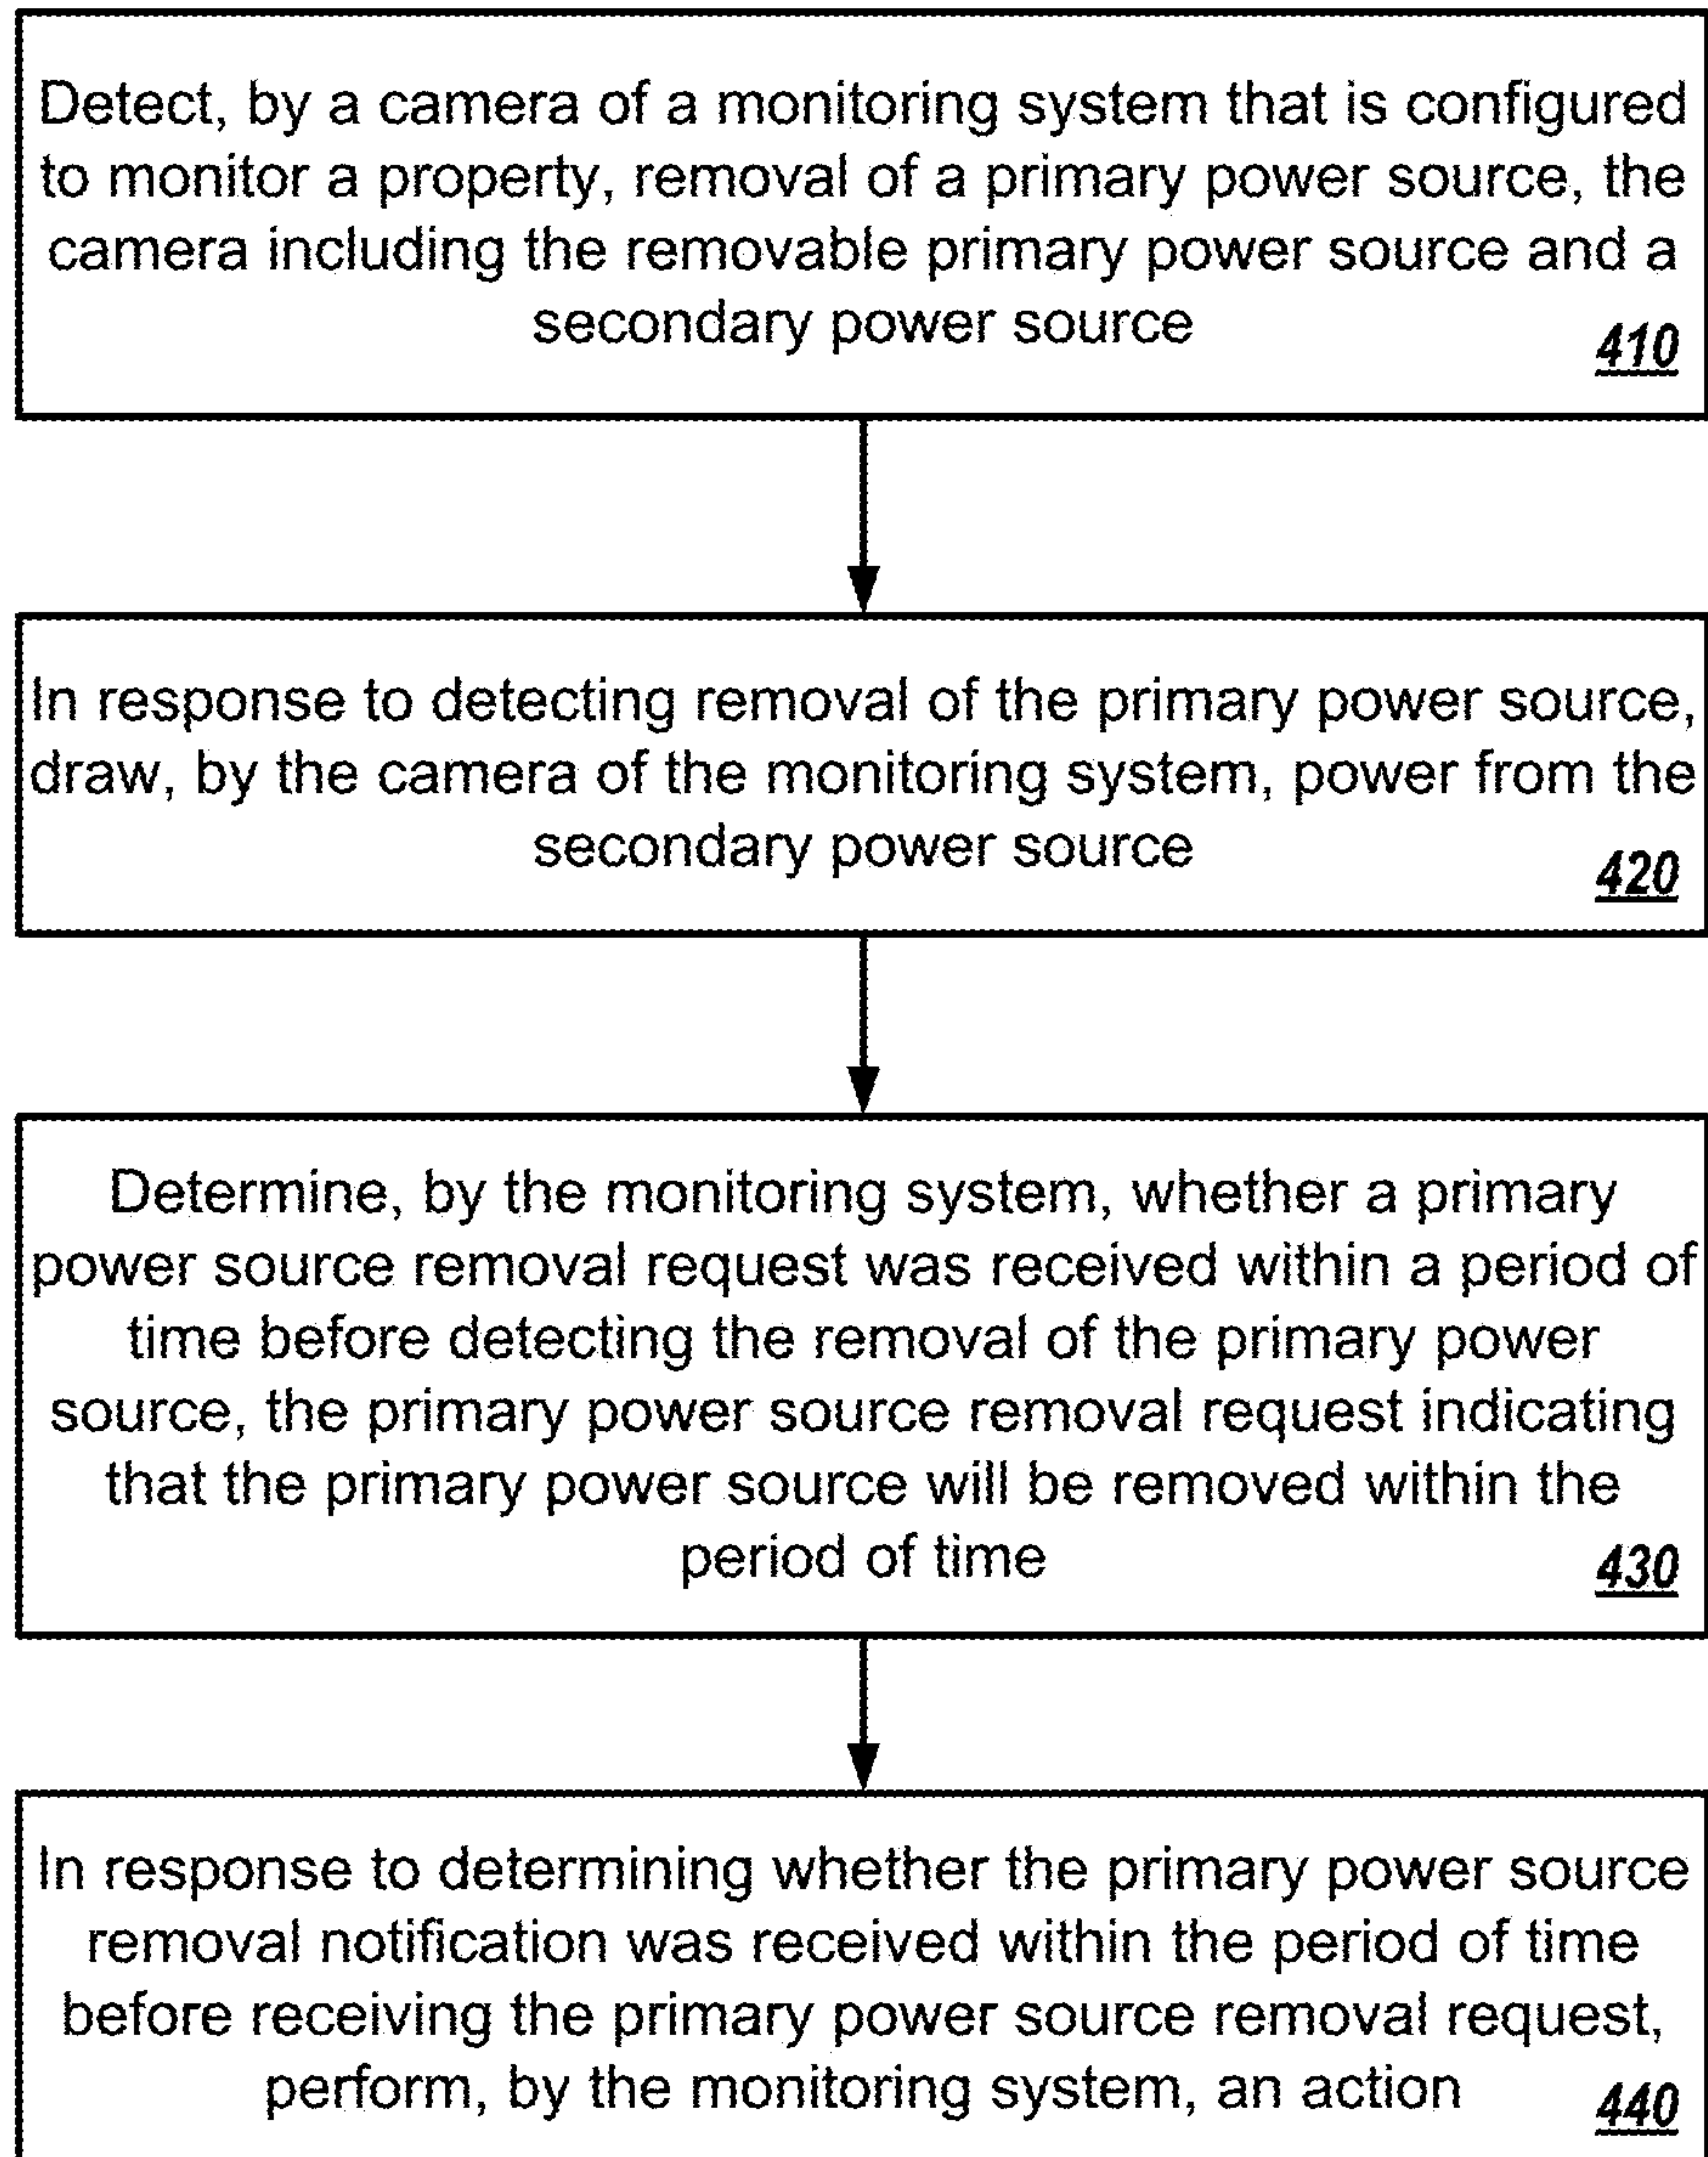 Detect, by a camera of a monitoring system that is configured
to monitor a property, removal of a primary power source, the
camera including the removable primary power source and a
secondary power source
410
In response to detecting removal of the primary power source,
draw, by the camera of the monitoring system, power from the
secondary power source
420
Determine, by the monitoring system, whether a primary
power source removal request was received within a period of
time before detecting the removal of the primary power
source, the primary power source removal request indicating
that the primary power source will be removed within the
period of time
430
In response to determining whether the primary power source
removal notification was received within the period of time
before receiving the primary power source removal request,
perform, by the monitoring system, an action
440